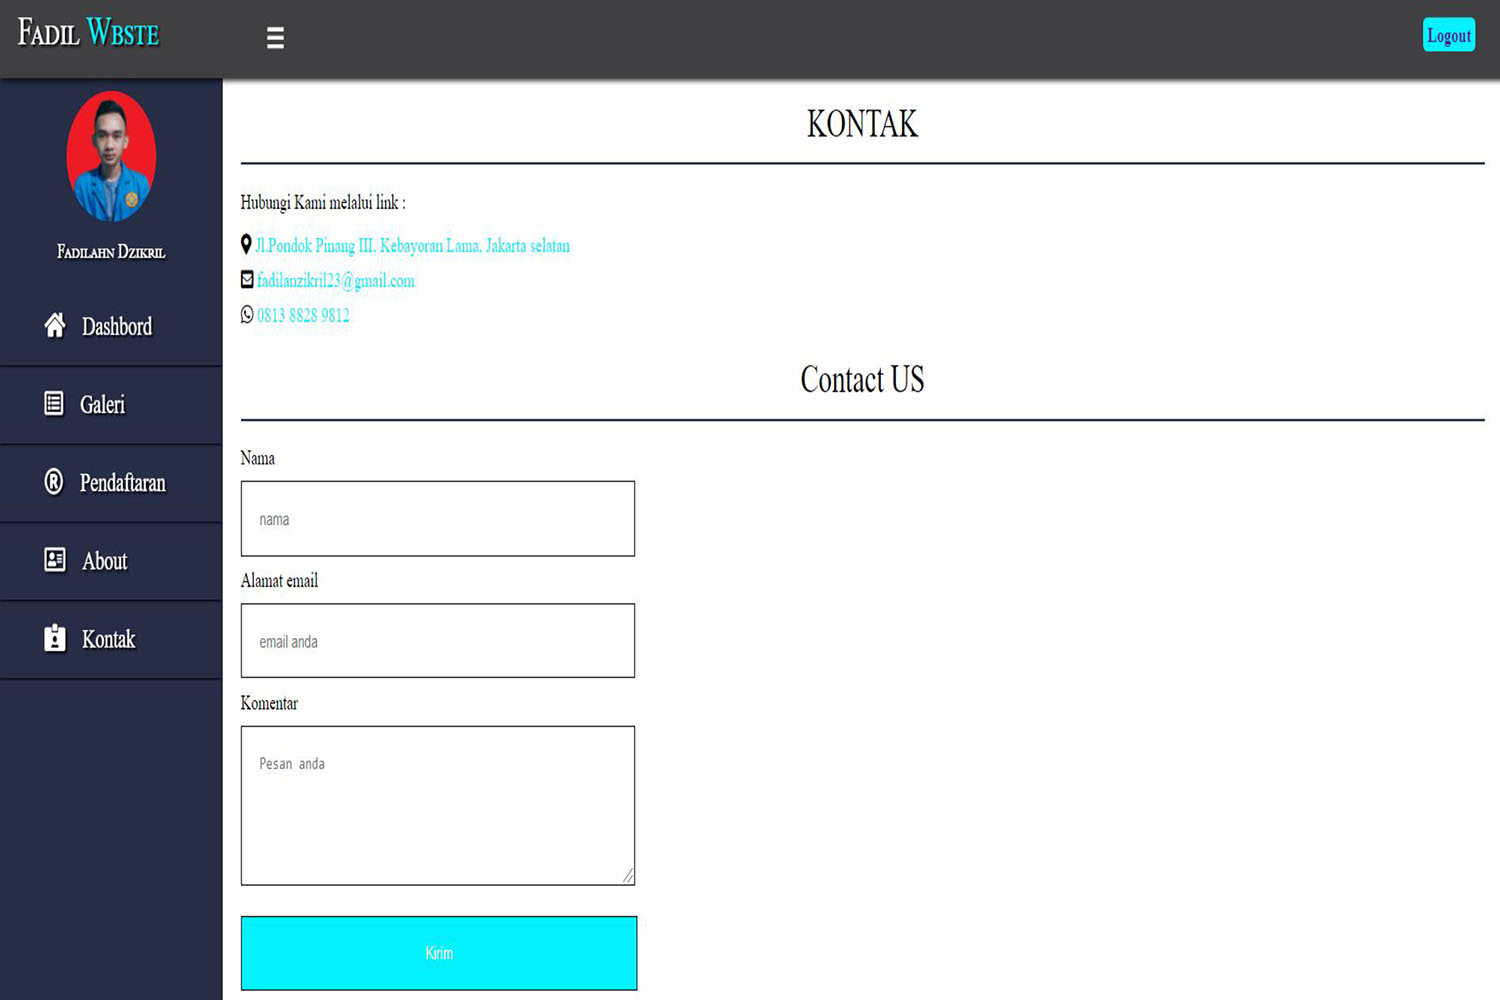 Fadil Wbste
Logout
Fadilahn Dzikril
Dashbord
Galeri
Pendaftaran
About
Kontak
KONTAK
Hubungi Kami melalui link :
Jl.Pondok Pinang III, Kebayoran Lama, Jakarta selatan
fadilanzikril23@gmail.com
0813 8828 9812
Contact US
Nama
nama
Alamat email
email anda
Komentar
Pesan anda
Kirim